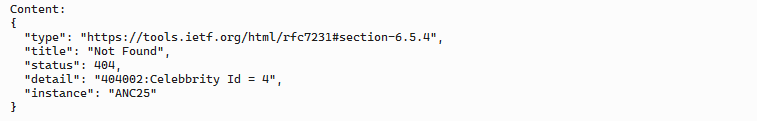 Content:
{
  "type": "https://tools.ietf.org/html/rfc7231#section-6.5.4",
  "title": "Not Found",
  "status": 404,
  "detail": "404002:Celebbrity Id = 4",
  "instance": "ANC25"
}